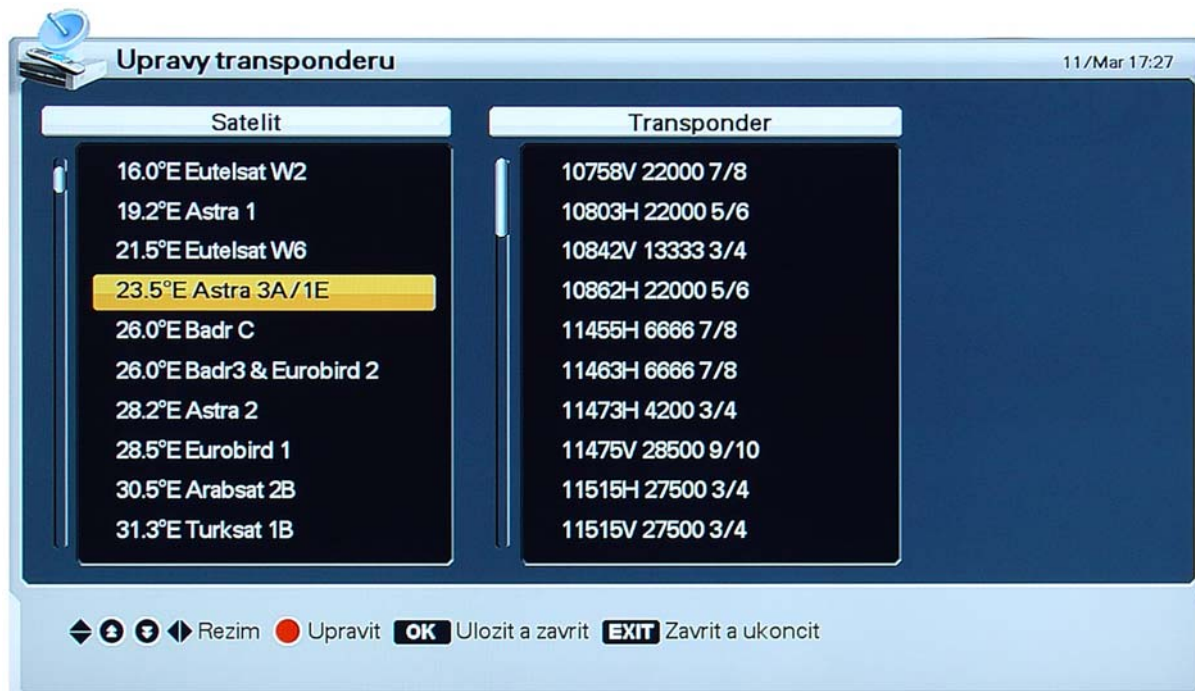 Upravy transponderu
11/Mar 17:27
Satelit
16.0°E Eutelsat W2
19.2°E Astra 1
21.5°E Eutelsat W6
23.5°E Astra 3A/1E
26.0°E Badr C
26.0°E Badr3 & Eurobird 2
28.2°E Astra 2
28.5°E Eurobird 1
30.5°E Arabsat 2B
31.3°E Turksat 1B
Transponder
10758V 22000 7/8
10803H 22000 5/6
10842V 13333 3/4
10862H 22000 5/6
11455H 6666 7/8
11463H 6666 7/8
11473H 4200 3/4
11475V 28500 9/10
11515H 27500 3/4
11515V 27500 3/4
Rezim Upravit OK Ulozit a zavrit EXIT Zavrit a ukoncit